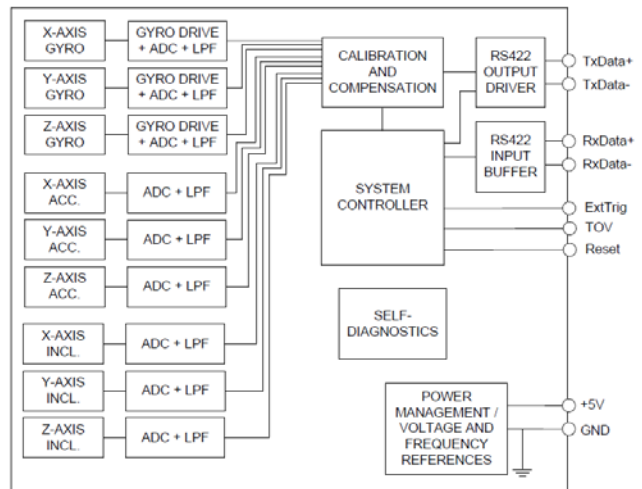 X-AXIS
GYRO
GYRO DRIVE
+ ADC + LPF
Y-AXIS
GYRO
GYRO DRIVE
+ ADC + LPF
Z-AXIS
GYRO
GYRO DRIVE
+ ADC + LPF
X-AXIS
ACC.
ADC + LPF
Y-AXIS
ACC.
ADC + LPF
Z-AXIS
ACC.
ADC + LPF
X-AXIS
INCL.
ADC + LPF
Y-AXIS
INCL.
ADC + LPF
Z-AXIS
INCL.
ADC + LPF
CALIBRATION
AND
COMPENSATION
SYSTEM
CONTROLLER
SELF-
DIAGNOSTICS
POWER
MANAGEMENT /
VOLTAGE AND
FREQUENCY
REFERENCES
RS422
OUTPUT
DRIVER
RS422
INPUT
BUFFER
TxData+
TxData-
RxData+
RxData-
ExtTrig
TOV
Reset
+5V
GND